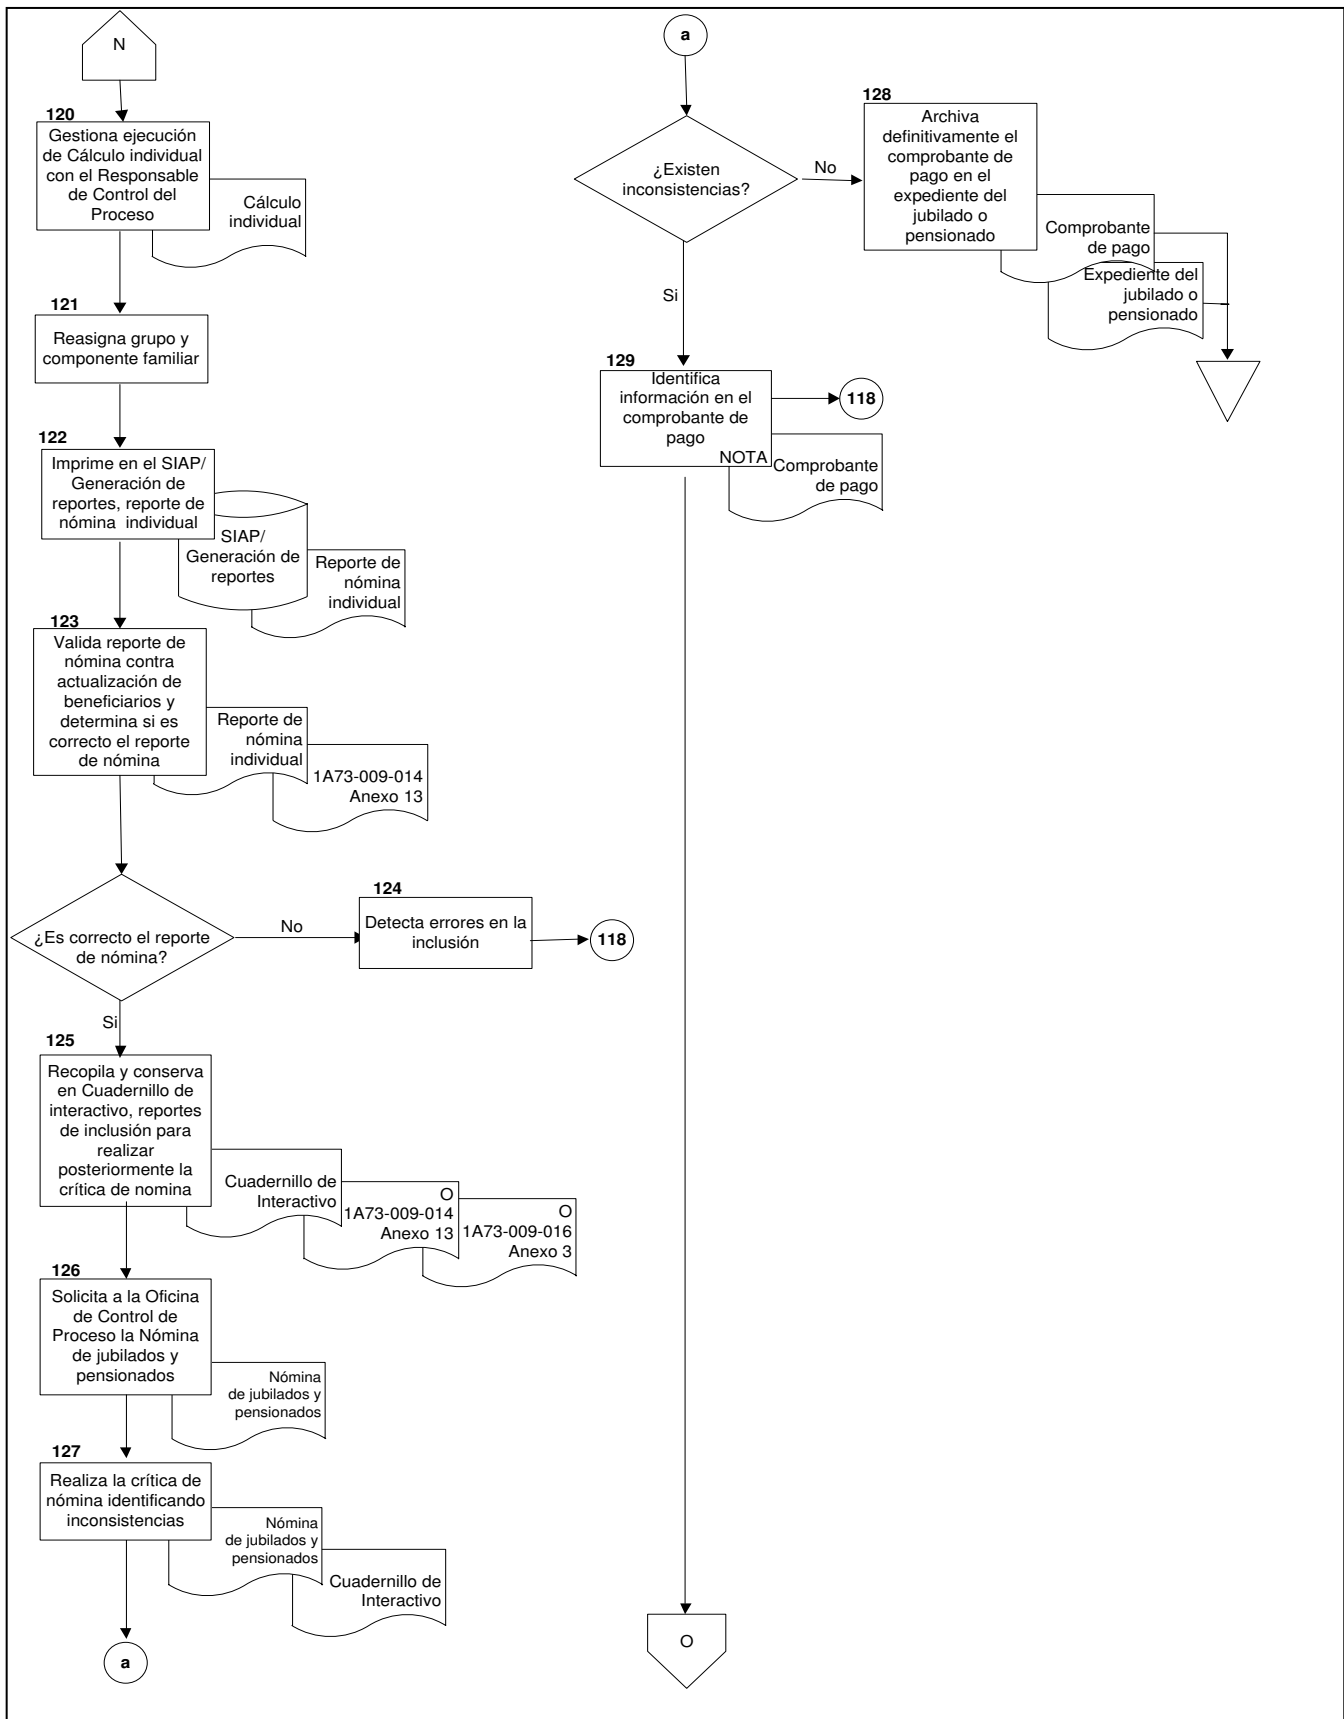 N
120
Gestiona ejecución
de Cálculo individual
con el Responsable
de Control del
Proceso
Cálculo
individual
121
Reasigna grupo y
componente familiar
122
Imprime en el SIAP/
Generación de
reportes, reporte de
nómina individual
SIAP/
Generación de
reportes
Reporte de
nómina
individual
123
Valida reporte de
nómina contra
actualización de
beneficiarios y
determina si es
correcto el reporte
de nómina
Reporte de
nómina
individual
1A73-009-014
Anexo 13
¿Es correcto el reporte
de nómina?
No
124
Detecta errores en la
inclusión
118
Si
125
Recopila y conserva
en Cuadernillo de
interactivo, reportes
de inclusión para
realizar
posteriormente la
crítica de nomina
Cuadernillo de
Interactivo
O
1A73-009-014
Anexo 13
O
1A73-009-016
Anexo 3
126
Solicita a la Oficina
de Control de
Proceso la Nómina
de jubilados y
pensionados
Nómina
de jubilados y
pensionados
127
Realiza la crítica de
nómina identificando
inconsistencias
Nómina
de jubilados y
pensionados
Cuadernillo de
Interactivo
a
a
¿Existen
inconsistencias?
No
128
Archiva
definitivamente el
comprobante de
pago en el
expediente del
jubilado o
pensionado
Comprobante
de pago
Expediente del
jubilado o
pensionado
Si
129
Identifica
información en el
comprobante de
pago
NOTA
118
Comprobante
de pago
O